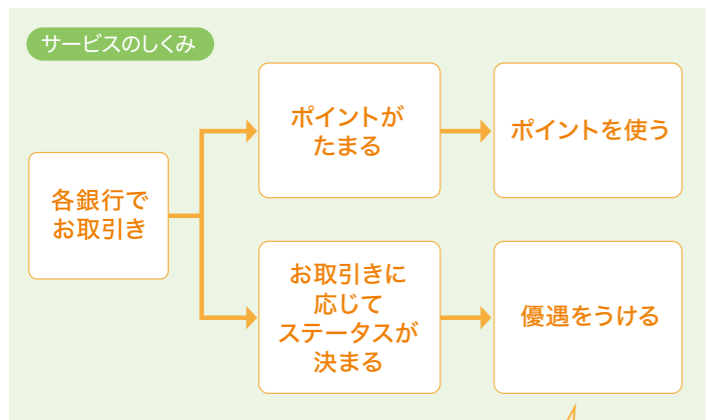 サービスのしくみ
各銀行で
お取引き
ポイントが
たまる
ポイントを使う
お取引きに
応じて
ステータスが
決まる
優遇をうける